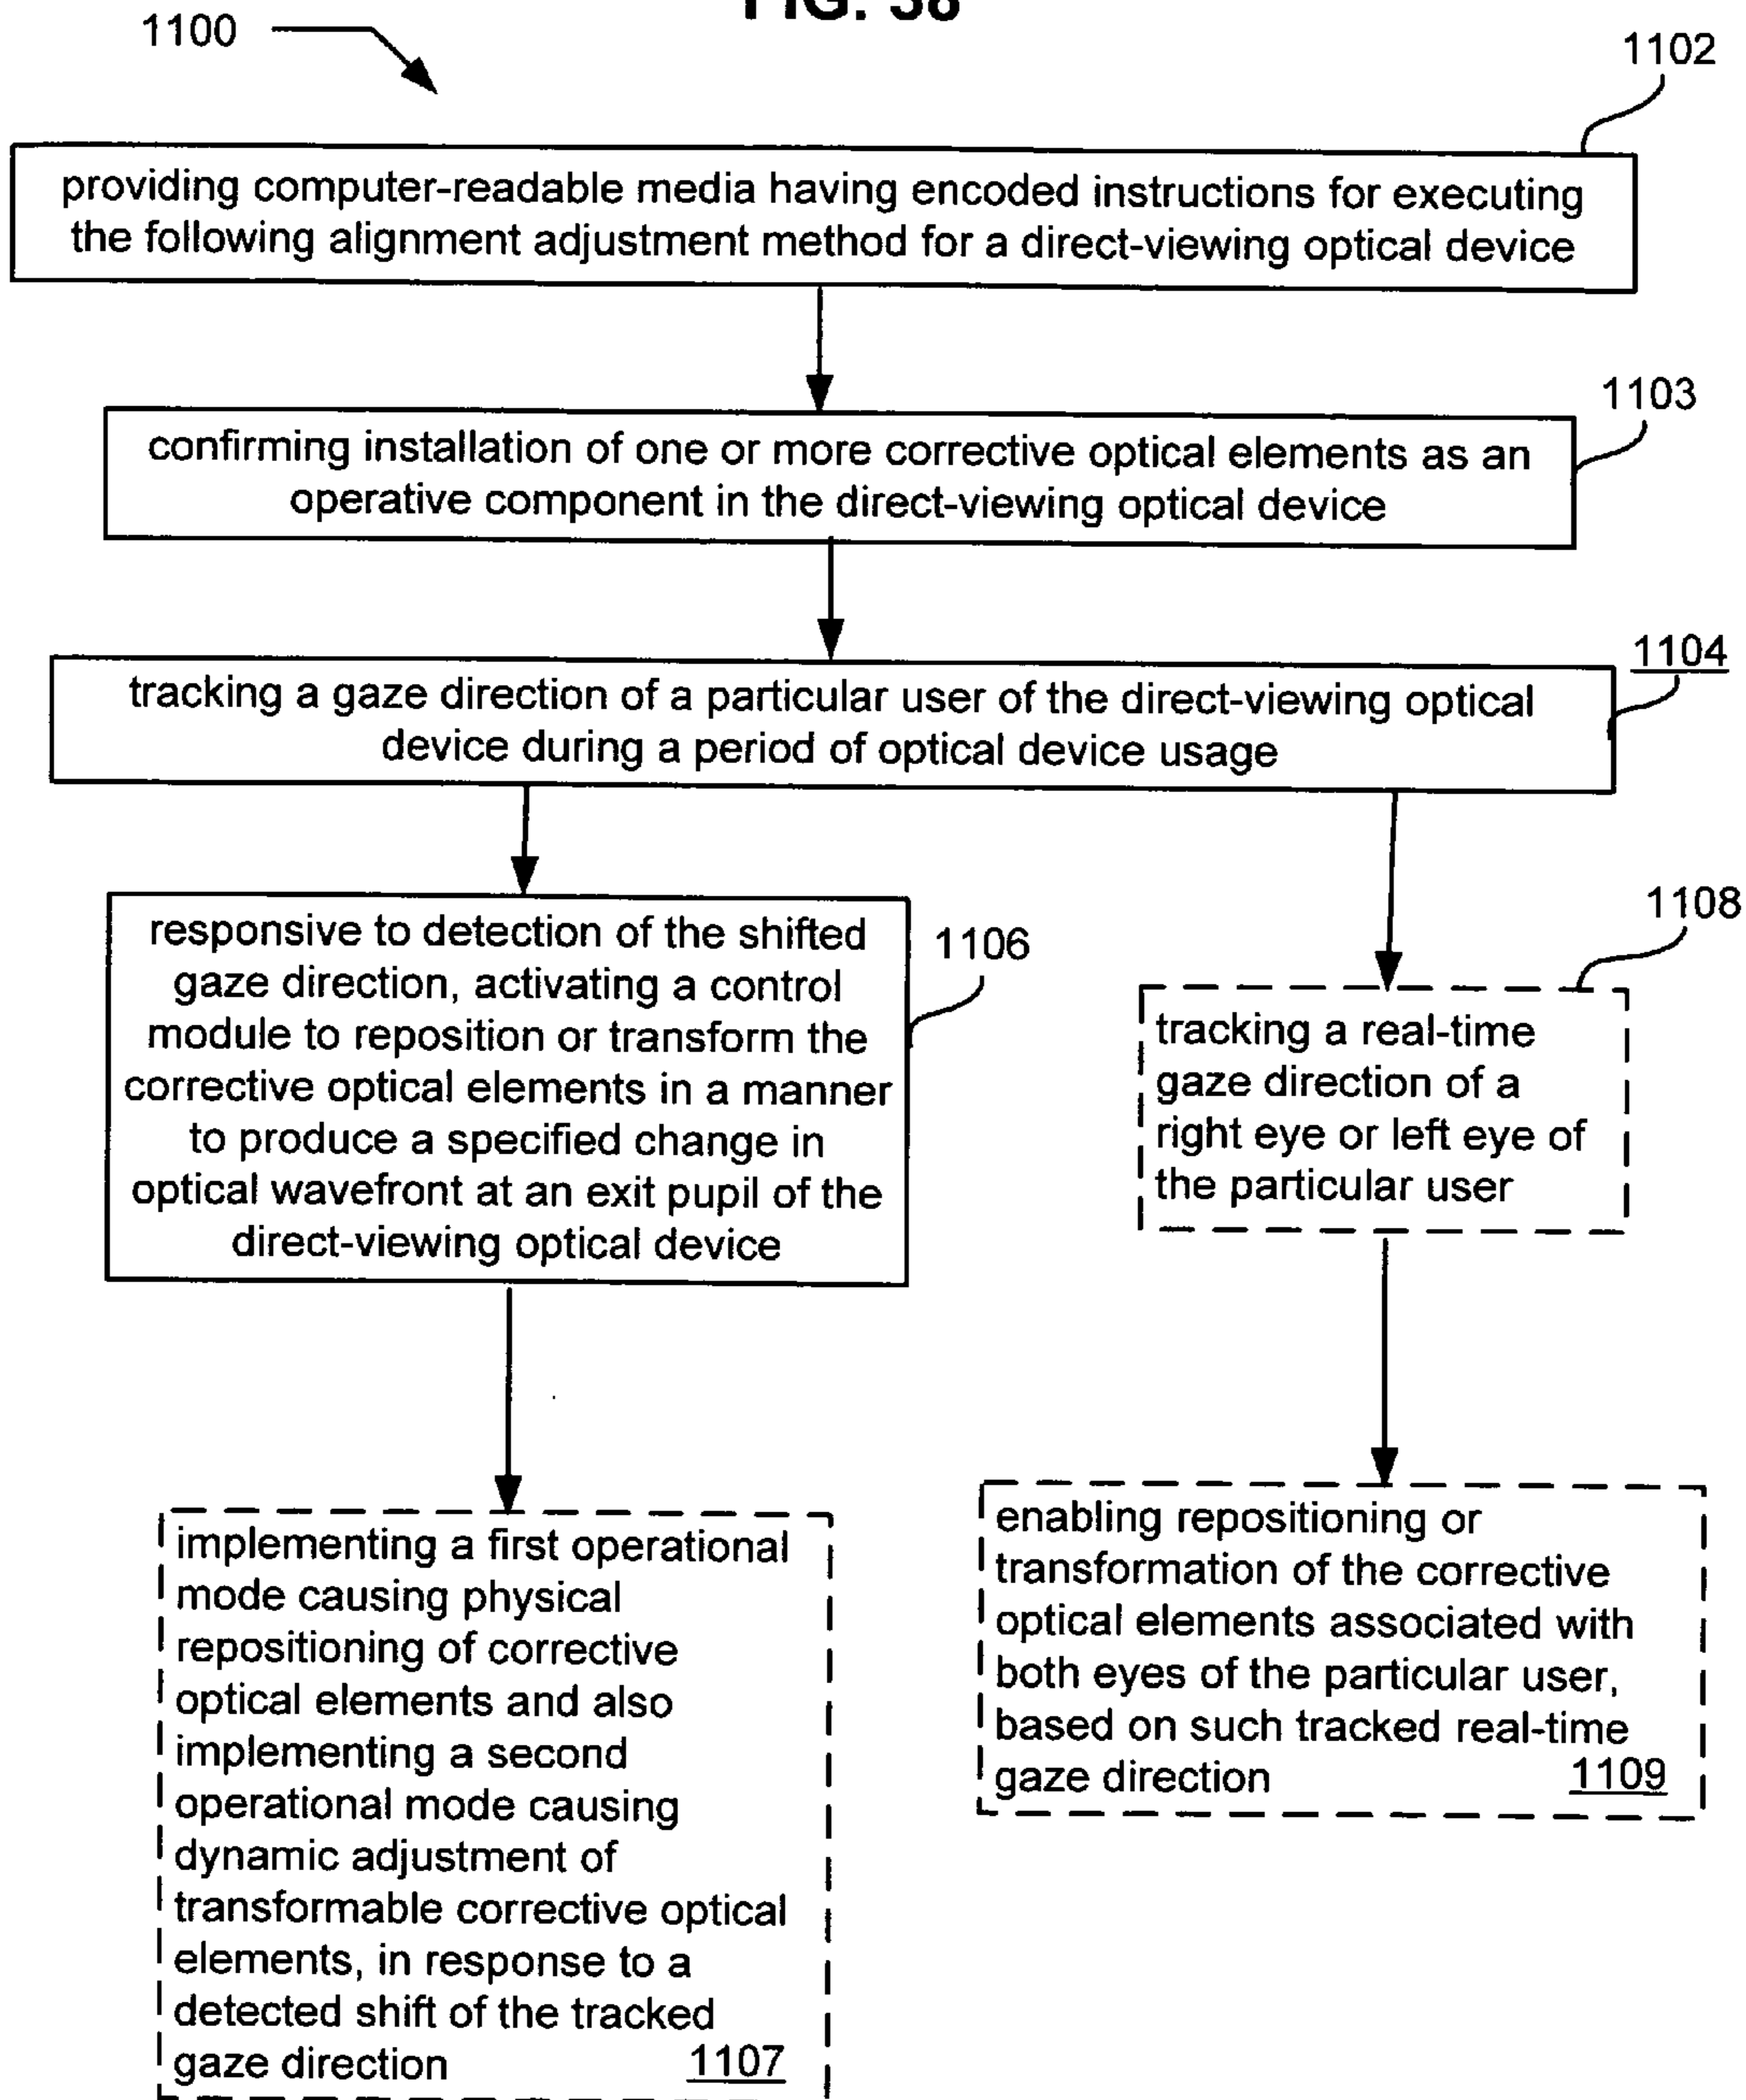 FIG. 38
1100
1102
providing computer-readable media having encoded instructions for executing
the following alignment adjustment method for a direct-viewing optical device
1103
confirming installation of one or more corrective optical elements as an
operative component in the direct-viewing optical device
1104
tracking a gaze direction of a particular user of the direct-viewing optical
device during a period of optical device usage
responsive to detection of the shifted
gaze direction, activating a control
module to reposition or transform the
corrective optical elements in a manner
to produce a specified change in
optical wavefront at an exit pupil of the
direct-viewing optical device
1106
1108
tracking a real-time
gaze direction of a
right eye or left eye of
the particular user
implementing a first operational
mode causing physical
repositioning of corrective
optical elements and also
implementing a second
operational mode causing
dynamic adjustment of
transformable corrective optical
elements, in response to a
detected shift of the tracked
gaze direction 1107
enabling repositioning or
transformation of the corrective
optical elements associated with
both eyes of the particular user,
based on such tracked real-time
gaze direction 1109